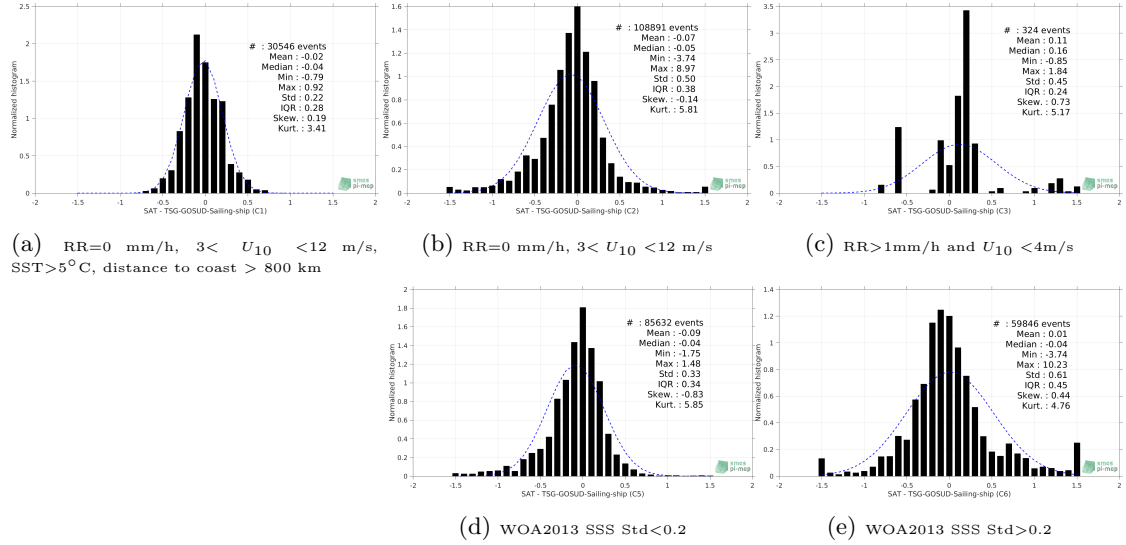 2.5
2
1.5
1
0.5
0
-2 -1.5 -1 -0.5 0 0.5 1 1.5 2
Normalized histogram
SAT - TSG-GOSUD-Sailing-ship (C1)
# : 30546 events
Mean : -0.02
Median : -0.04
Min : -0.79
Max : 0.92
Std : 0.22
IQR : 0.28
Skew. : 0.19
Kurt. : 3.41
smos
pi-mep
(a) RR=0 mm/h, 3< U10 <12 m/s,
SST>5°C, distance to coast > 800 km
1.6
1.4
1.2
1
0.8
0.6
0.4
0.2
0
-2 -1.5 -1 -0.5 0 0.5 1 1.5 2
Normalized histogram
SAT - TSG-GOSUD-Sailing-ship (C2)
# : 108891 events
Mean : -0.07
Median : -0.05
Min : -3.74
Max : 8.97
Std : 0.50
IQR : 0.38
Skew. : -0.14
Kurt. : 5.81
smos
pi-mep
(b) RR=0 mm/h, 3< U10 <12 m/s
3.5
3
2.5
2
1.5
1
0.5
0
-2 -1.5 -1 -0.5 0 0.5 1 1.5 2
Normalized histogram
SAT - TSG-GOSUD-Sailing-ship (C3)
# : 324 events
Mean : 0.11
Median : 0.16
Min : -0.85
Max : 1.84
Std : 0.45
IQR : 0.24
Skew. : 0.73
Kurt. : 5.17
smos
pi-mep
(c) RR>1mm/h and U10 <4m/s
2
1.8
1.6
1.4
1.2
1
0.8
0.6
0.4
0.2
0
-2 -1.5 -1 -0.5 0 0.5 1 1.5 2
Normalized histogram
SAT - TSG-GOSUD-Sailing-ship (C5)
# : 85632 events
Mean : -0.09
Median : -0.04
Min : -1.75
Max : 1.48
Std : 0.33
IQR : 0.34
Skew. : -0.83
Kurt. : 5.85
smos
pi-mep
(d) WOA2013 SSS Std<0.2
1.4
1.2
1
0.8
0.6
0.4
0.2
0
-2 -1.5 -1 -0.5 0 0.5 1 1.5 2
Normalized histogram
SAT - TSG-GOSUD-Sailing-ship (C6)
# : 59846 events
Mean : 0.01
Median : -0.04
Min : -3.74
Max : 10.23
Std : 0.61
IQR : 0.45
Skew. : 0.44
Kurt. : 4.76
smos
pi-mep
(e) WOA2013 SSS Std>0.2